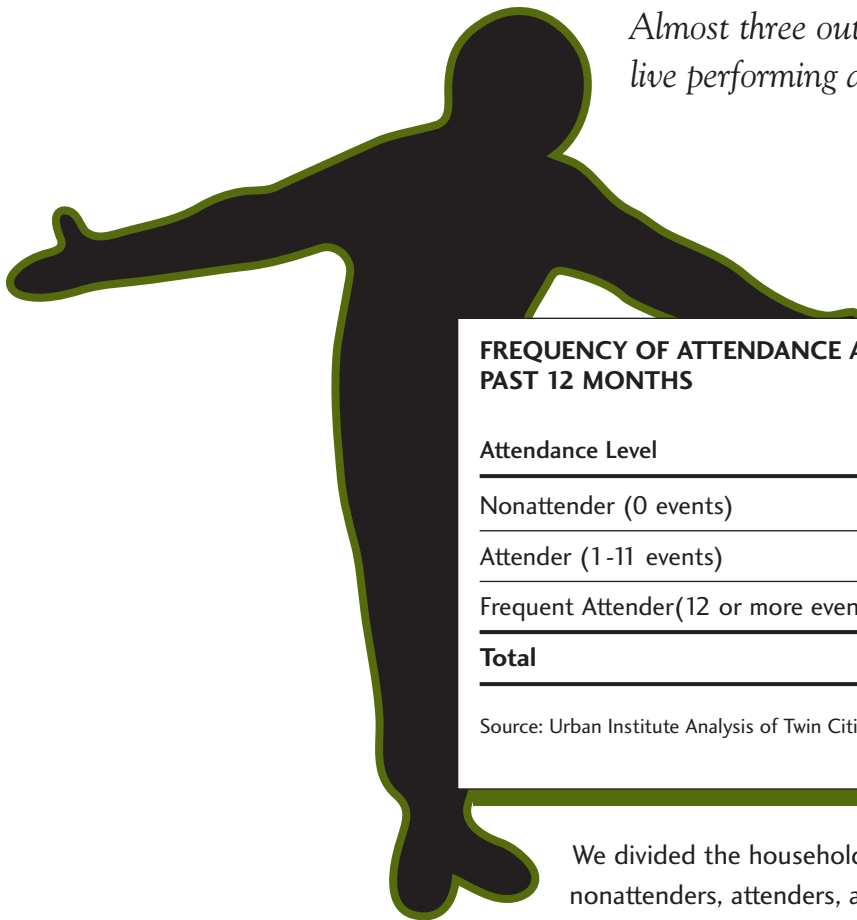 Almost three out
live performing a
FREQUENCY OF ATTENDANCE A
PAST 12 MONTHS
Attendance Level
Nonattender (0 events)
Attender (1-11 events)
Frequent Attender(12 or more even
Total
Source: Urban Institute Analysis of Twin Citi
We divided the household
nonattenders, attenders, a